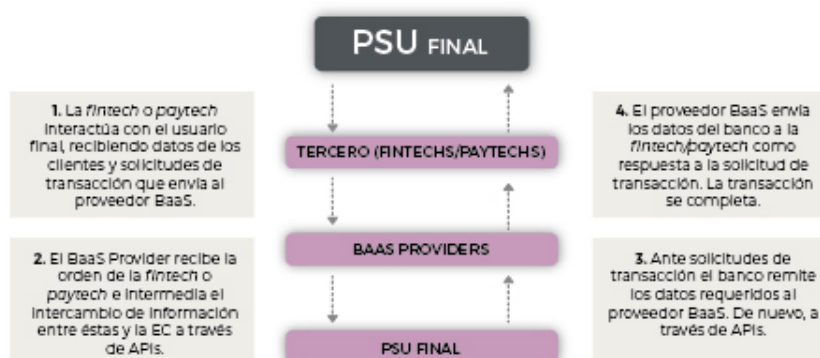 PSU FINAL
1. La fintech o paytech
interactúa con el usuario
final, recibiendo datos de los
clientes y solicitudes de
transacción que envía al
proveedor BaaS.
TERCERO (FINTECHS/PAYTECHS)
4. El proveedor BaaS envía
los datos del banco a la
fintech/paytech como
respuesta a la solicitud de
transacción. La transacción
se completa.
2. El BaaS Provider recibe la
orden de la fintech o
paytech e intermedia el
intercambio de información
entre éstas y la EC a través
de APIs.
BAAS PROVIDERS
3. Ante solicitudes de
transacción el banco remite
los datos requeridos al
proveedor BaaS. De nuevo, a
través de APIs.
PSU FINAL